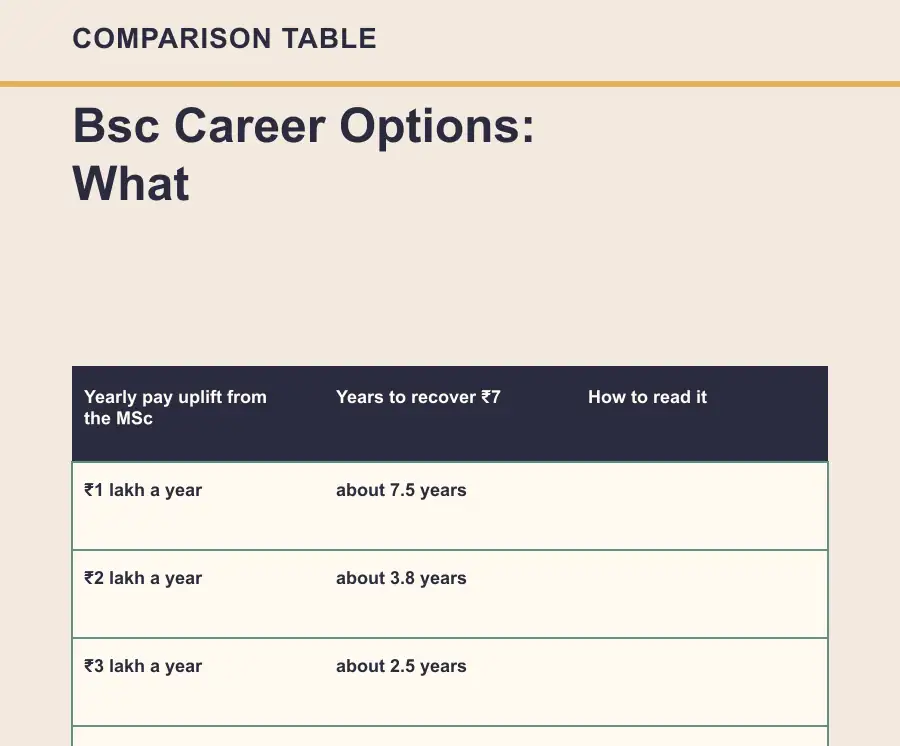 COMPARISON TABLE
Bsc Career Options:
What
Yearly pay uplift from
the MSc
Years to recover ₹7
How to read it
₹1 lakh a year
about 7.5 years
₹2 lakh a year
about 3.8 years
₹3 lakh a year
about 2.5 years